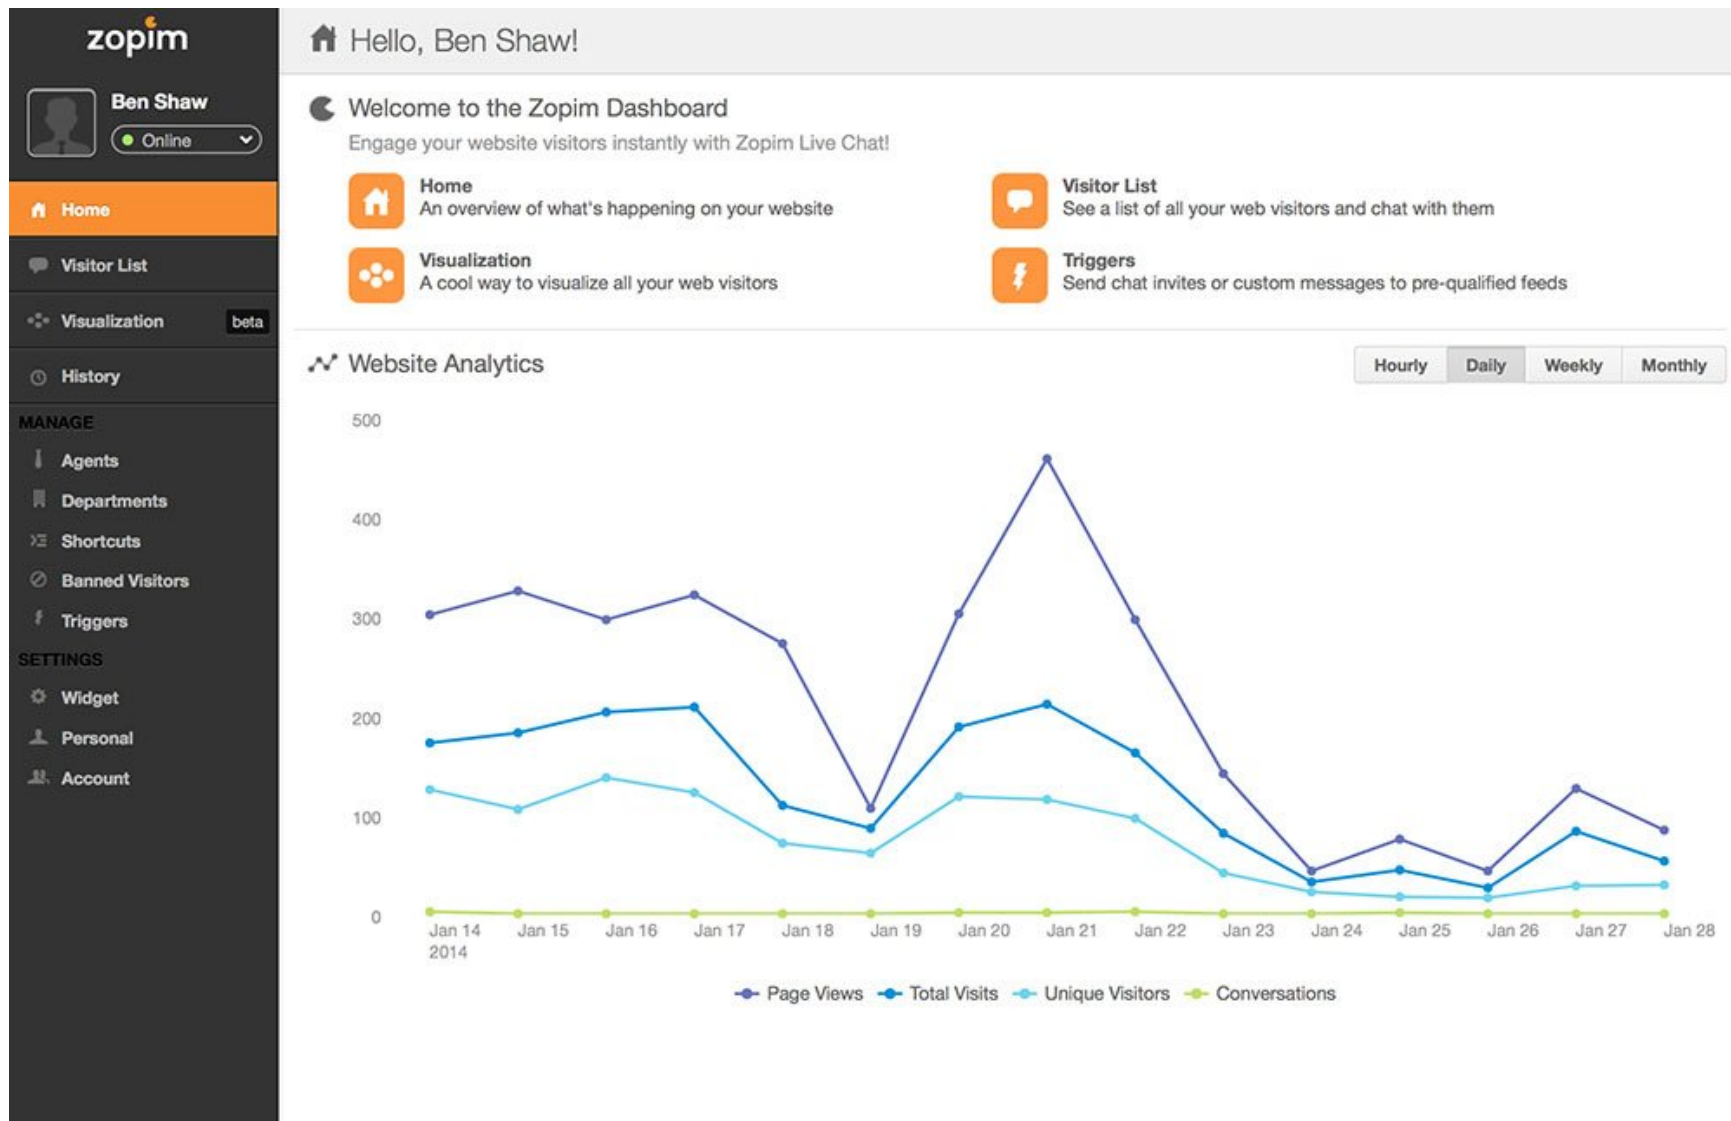 zopim
Ben Shaw
Online
Home
Visitor List
Visualization beta
History
MANAGE
Agents
Departments
Shortcuts
Banned Visitors
Triggers
SETTINGS
Widget
Personal
Account
Hello, Ben Shaw!
Welcome to the Zopim Dashboard
Engage your website visitors instantly with Zopim Live Chat!
Home
An overview of what's happening on your website
Visitor List
See a list of all your web visitors and chat with them
Visualization
A cool way to visualize all your web visitors
Triggers
Send chat invites or custom messages to pre-qualified feeds
Website Analytics
Hourly Daily Weekly Monthly
500
400
300
200
100
0
Jan 14 Jan 15 Jan 16 Jan 17 Jan 18 Jan 19 Jan 20 Jan 21 Jan 22 Jan 23 Jan 24 Jan 25 Jan 26 Jan 27 Jan 28
2014
Page Views Total Visits Unique Visitors Conversations